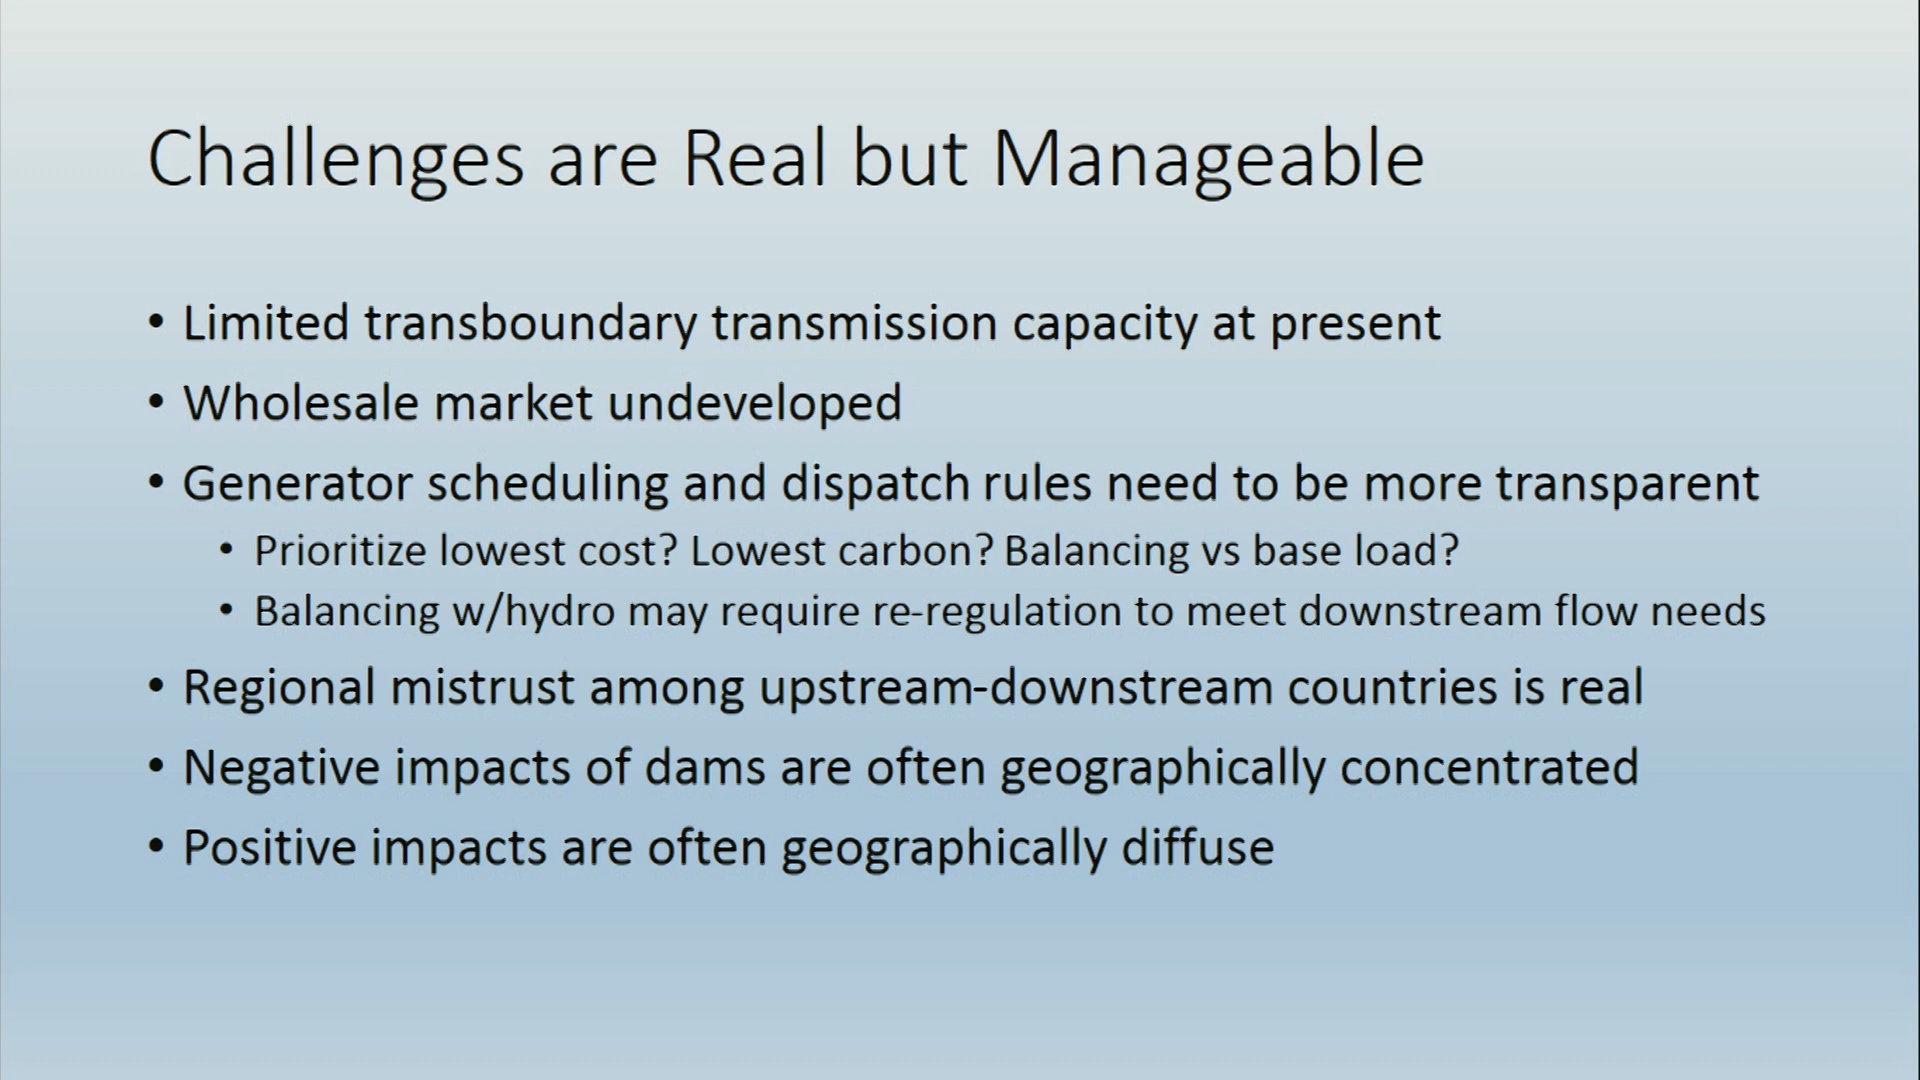 Challenges are Real but Manageable
• Limited transboundary transmission capacity at present
• Wholesale market undeveloped
• Generator scheduling and dispatch rules need to be more transparent
• Prioritize lowest cost? Lowest carbon? Balancing vs base load?
• Balancing w/hydro may require re-regulation to meet downstream flow needs
• Regional mistrust among upstream-downstream countries is real
• Negative impacts of dams are often geographically concentrated
• Positive impacts are often geographically diffuse